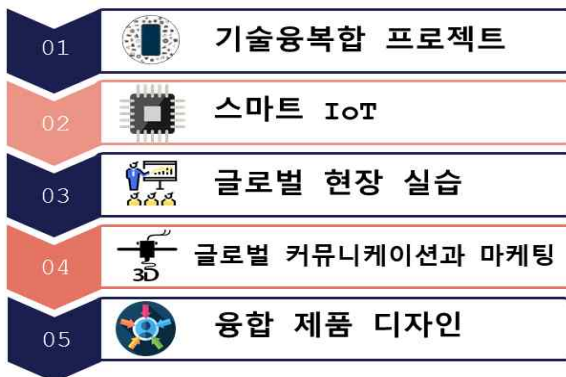 01 기술융복합 프로젝트
02 스마트 IoT
03 글로벌 현장 실습
04 3D 글로벌 커뮤니케이션과 마케팅
05 융합 제품 디자인